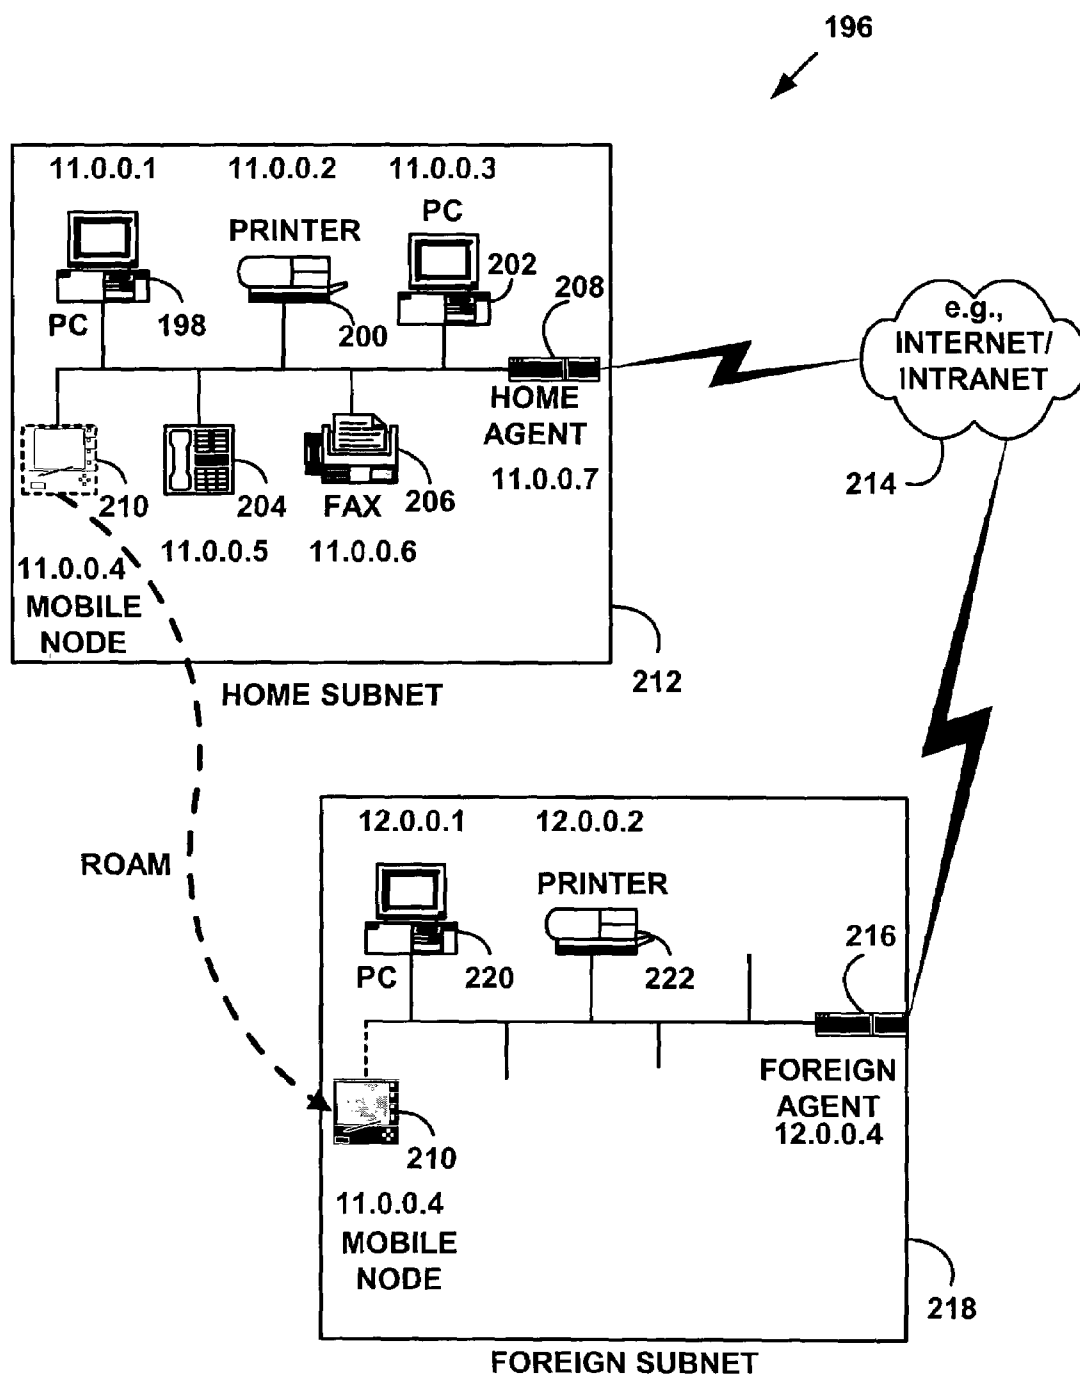 196
11.0.0.1
11.0.0.2
11.0.0.3
PC
PRINTER
202
208
PC
198
200
e.g.,
INTERNET/
INTRANET
214
HOME
AGENT
11.0.0.7
210
204
FAX
206
11.0.0.4
11.0.0.5
11.0.0.6
MOBILE
NODE
212
HOME SUBNET
ROAM
12.0.0.1
12.0.0.2
PRINTER
PC
220
222
216
FOREIGN
AGENT
12.0.0.4
210
11.0.0.4
MOBILE
NODE
218
FOREIGN SUBNET